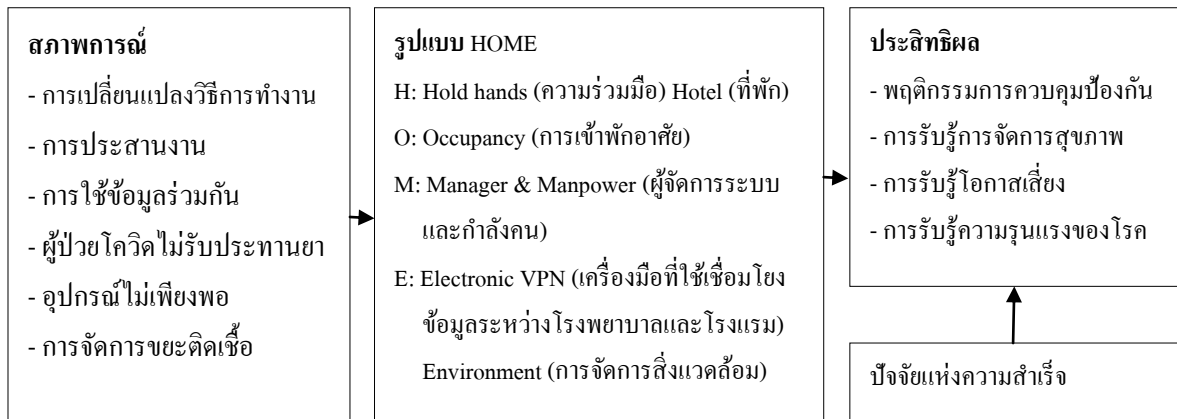 สภาพการณ์
- การเปลี่ยนแปลงวิธีการทำงาน
- การประสานงาน
- การใช้ข้อมูลร่วมกัน
- ผู้ป่วยโควิดไม่รับประทานยา
- อุปกรณ์ไม่เพียงพอ
- การจัดการขยะติดเชื้อ
รูปแบบ HOME
H: Hold hands (ความร่วมมือ) Hotel (ที่พัก)
O: Occupancy (การเข้าพักอาศัย)
M: Manager & Manpower (ผู้จัดการระบบ
และกำลังคน)
E: Electronic VPN (เครื่องมือที่ใช้เชื่อมโยง
ข้อมูลระหว่างโรงพยาบาลและโรงแรม)
Environment (การจัดการสิ่งแวดล้อม)
ประสิทธิผล
- พฤติกรรมการควบคุมป้องกัน
- การรับรู้การจัดการสุขภาพ
- การรับรู้โอกาสเสี่ยง
- การรับรู้ความรุนแรงของโรค
ปัจจัยแห่งความสำเร็จ